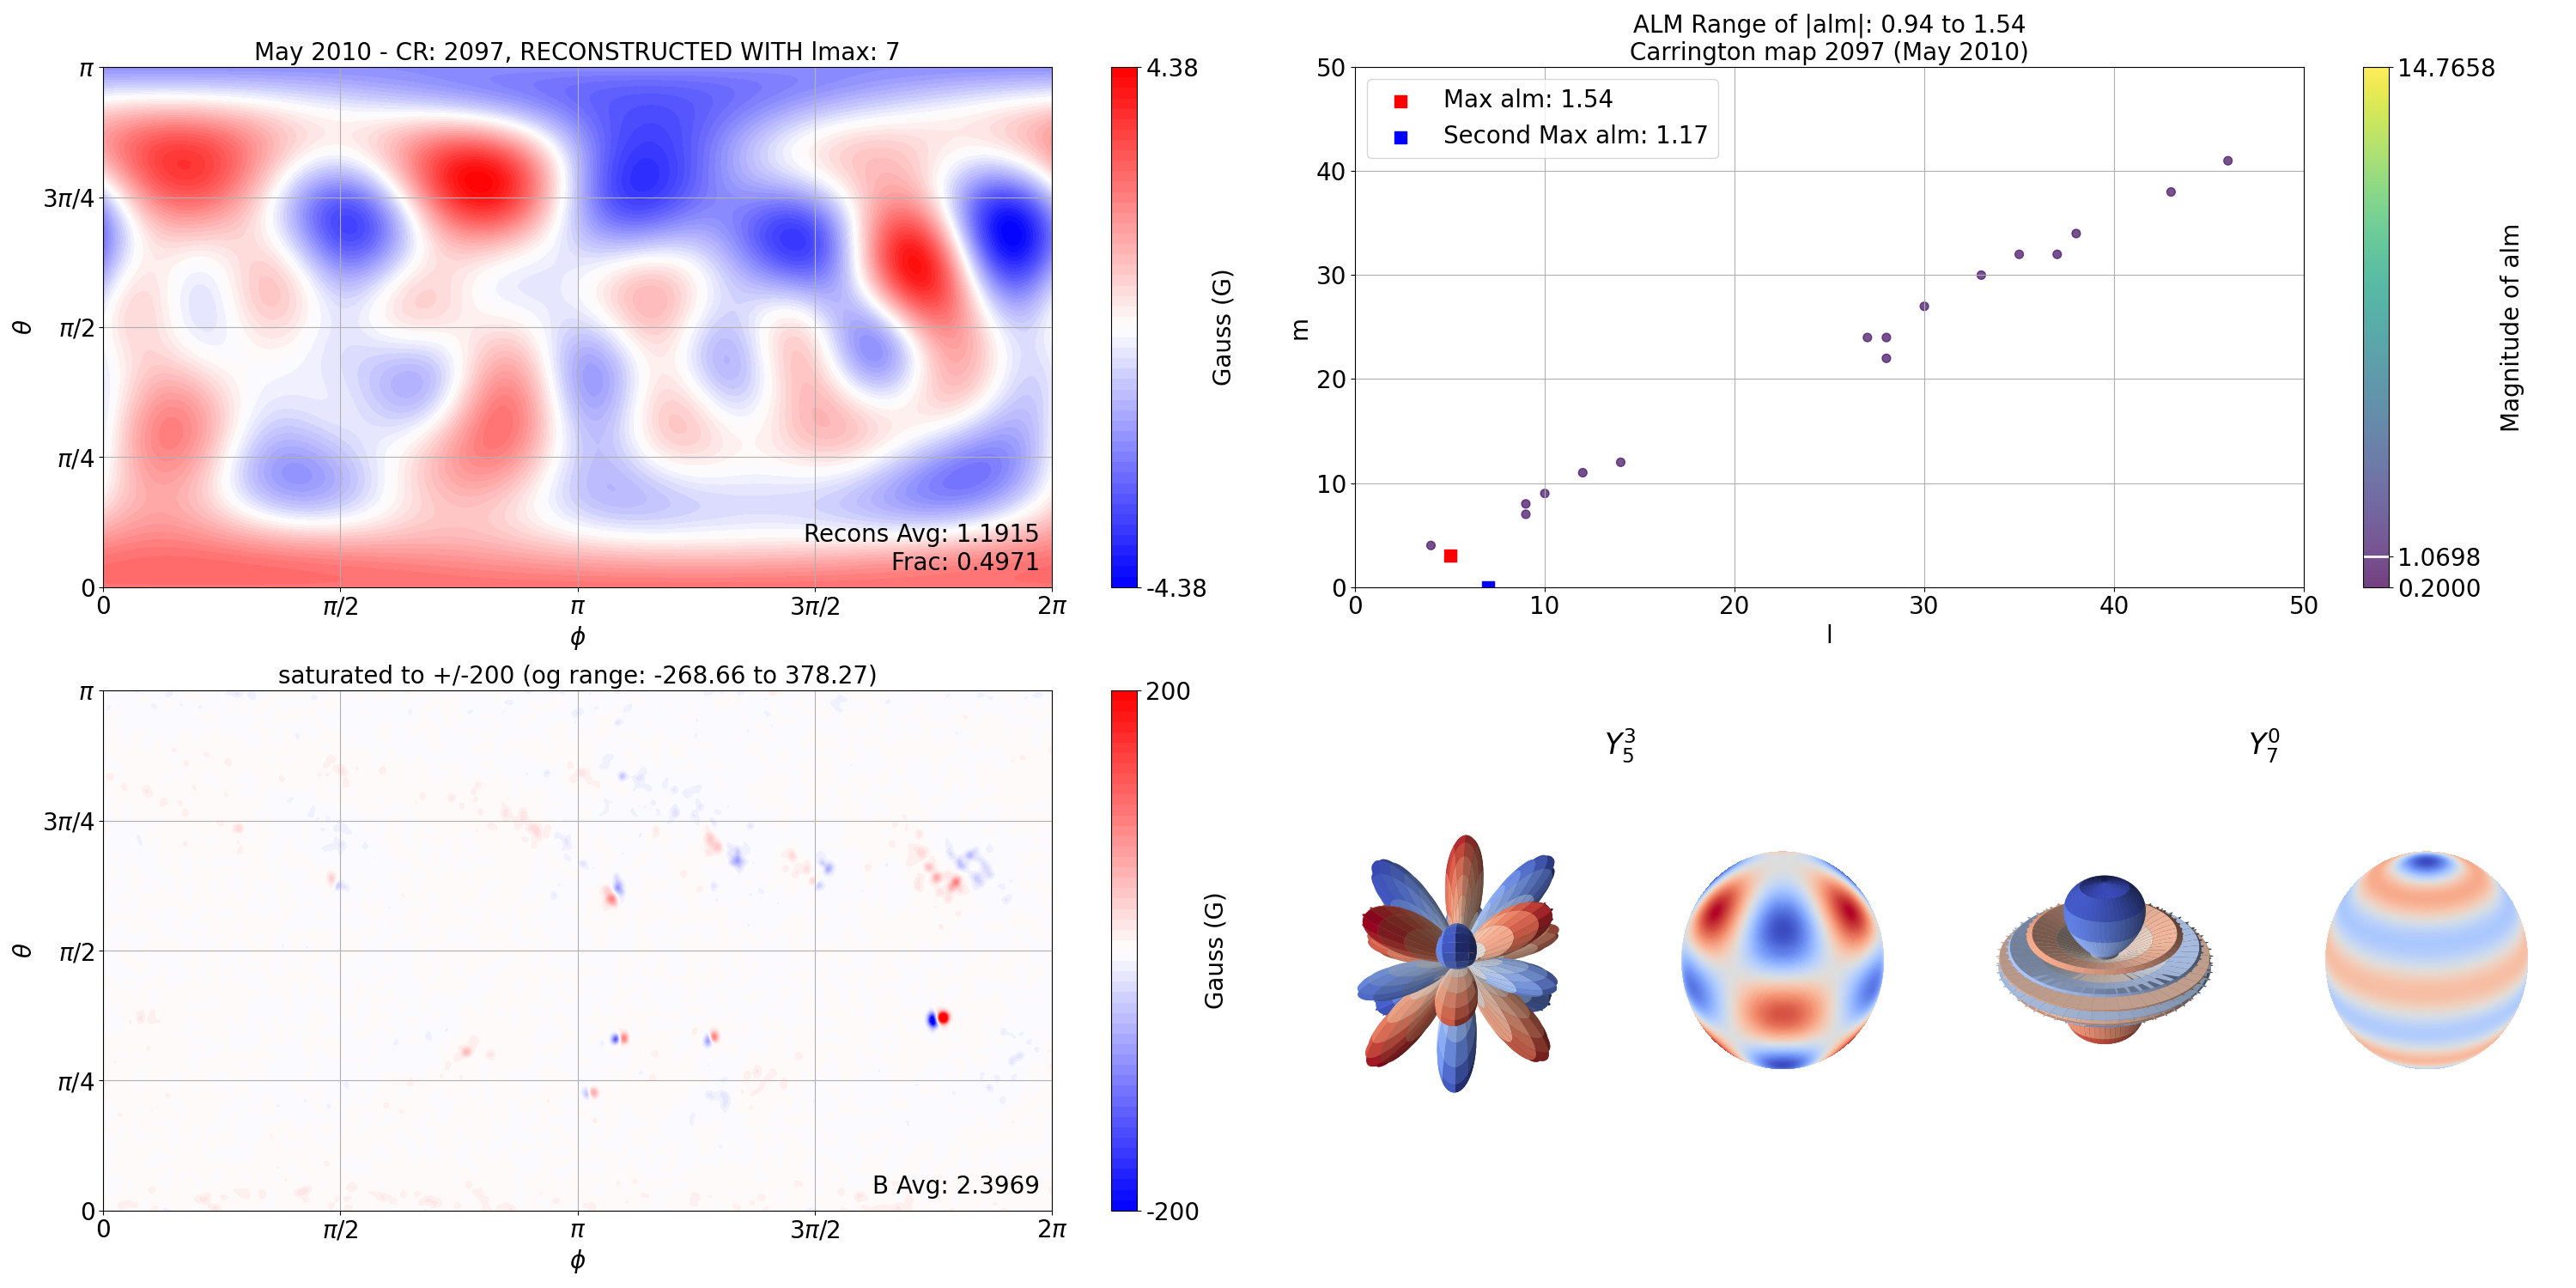 May 2010 - CR: 2097, RECONSTRUCTED WITH lmax: 7
π
3π/4
π/2
π/4
0
θ
0
π/2
π
3π/2
2π
ϕ
Recons Avg: 1.1915
Frac: 0.4971
4.38
-4.38
Gauss (G)
ALM Range of |alm|: 0.94 to 1.54
Carrington map 2097 (May 2010)
Max alm: 1.54
Second Max alm: 1.17
50
40
30
20
10
0
m
0
10
20
30
40
50
l
14.7658
1.0698
0.2000
Magnitude of alm
saturated to +/-200 (og range: -268.66 to 378.27)
π
3π/4
π/2
π/4
0
θ
0
π/2
π
3π/2
2π
ϕ
B Avg: 2.3969
200
-200
Gauss (G)
Y₅³
Y₇⁰